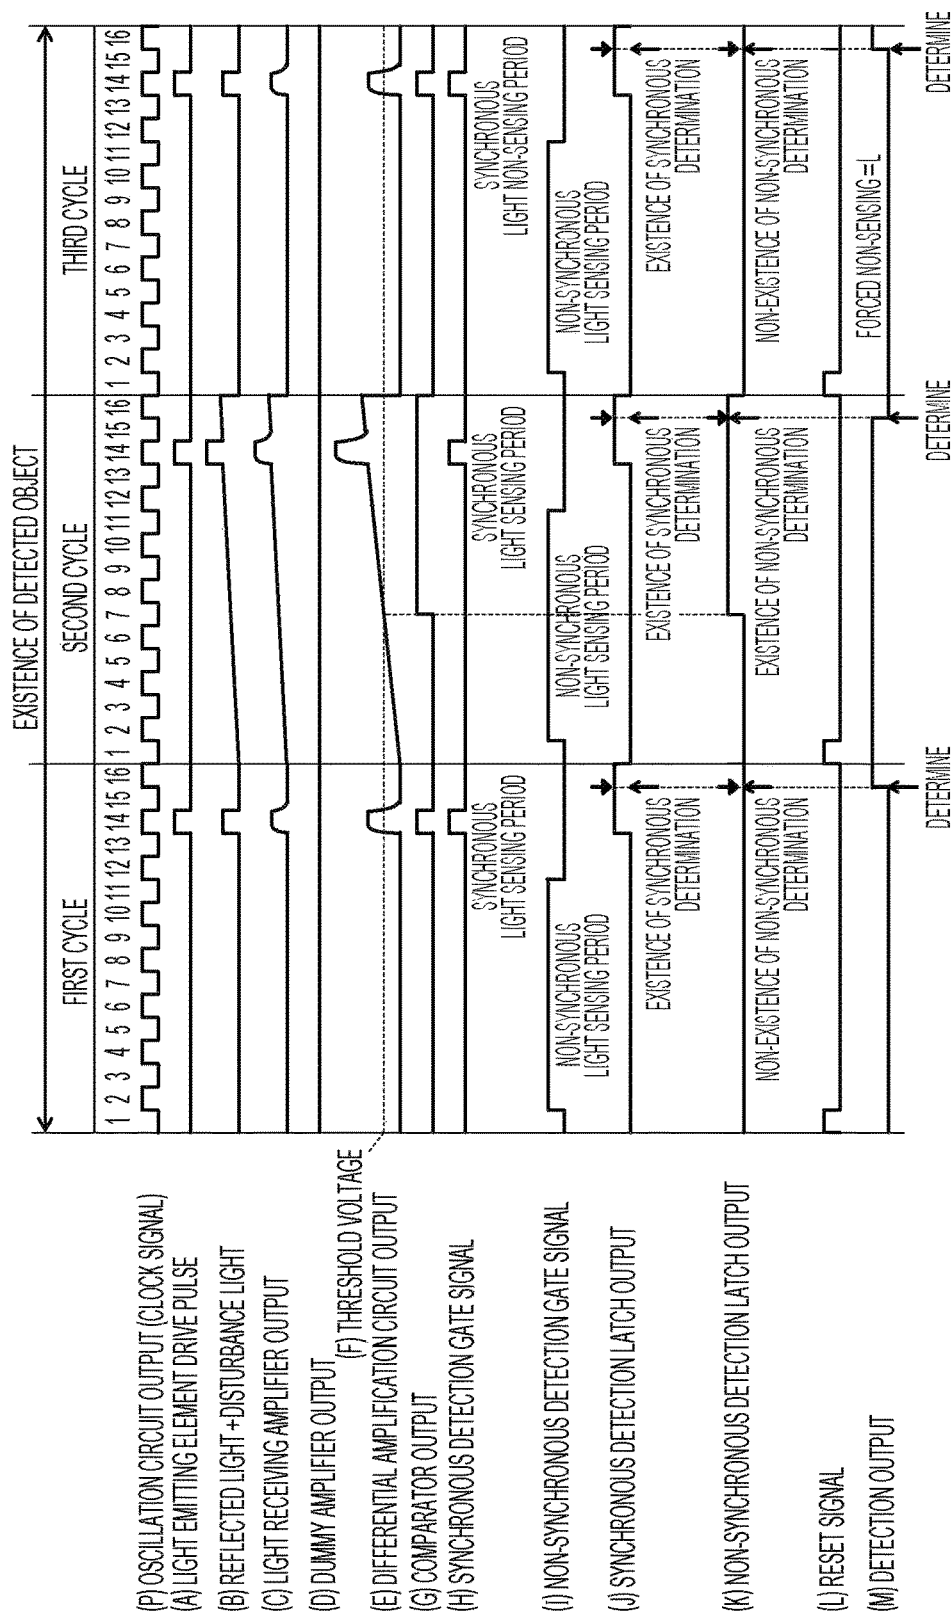 EXISTENCE OF DETECTED OBJECT
FIRST CYCLE
SECOND CYCLE
THIRD CYCLE
1 2 3 4 5 6 7 8 9 10 11 12 13 14 15 16
1 2 3 4 5 6 7 8 9 10 11 12 13 14 15 16
1 2 3 4 5 6 7 8 9 10 11 12 13 14 15 16
(P) OSCILLATION CIRCUIT OUTPUT (CLOCK SIGNAL)
(A) LIGHT EMITTING ELEMENT DRIVE PULSE
(B) REFLECTED LIGHT+DISTURBANCE LIGHT
(C) LIGHT RECEIVING AMPLIFIER OUTPUT
(D) DUMMY AMPLIFIER OUTPUT
(F) THRESHOLD VOLTAGE
(E) DIFFERENTIAL AMPLIFICATION CIRCUIT OUTPUT
(G) COMPARATOR OUTPUT
(H) SYNCHRONOUS DETECTION GATE SIGNAL
SYNCHRONOUS
LIGHT SENSING PERIOD
SYNCHRONOUS
LIGHT SENSING PERIOD
SYNCHRONOUS
LIGHT NON-SENSING PERIOD
(I) NON-SYNCHRONOUS DETECTION GATE SIGNAL
NON-SYNCHRONOUS
LIGHT SENSING PERIOD
NON-SYNCHRONOUS
LIGHT SENSING PERIOD
NON-SYNCHRONOUS
LIGHT SENSING PERIOD
(J) SYNCHRONOUS DETECTION LATCH OUTPUT
EXISTENCE OF SYNCHRONOUS
DETERMINATION
EXISTENCE OF SYNCHRONOUS
DETERMINATION
EXISTENCE OF SYNCHRONOUS
DETERMINATION
(K) NON-SYNCHRONOUS DETECTION LATCH OUTPUT
NON-EXISTENCE OF NON-SYNCHRONOUS
DETERMINATION
EXISTENCE OF NON-SYNCHRONOUS
DETERMINATION
NON-EXISTENCE OF NON-SYNCHRONOUS
DETERMINATION
(L) RESET SIGNAL
(M) DETECTION OUTPUT
FORCED NON-SENSING=L
DETERMINE
DETERMINE
DETERMINE